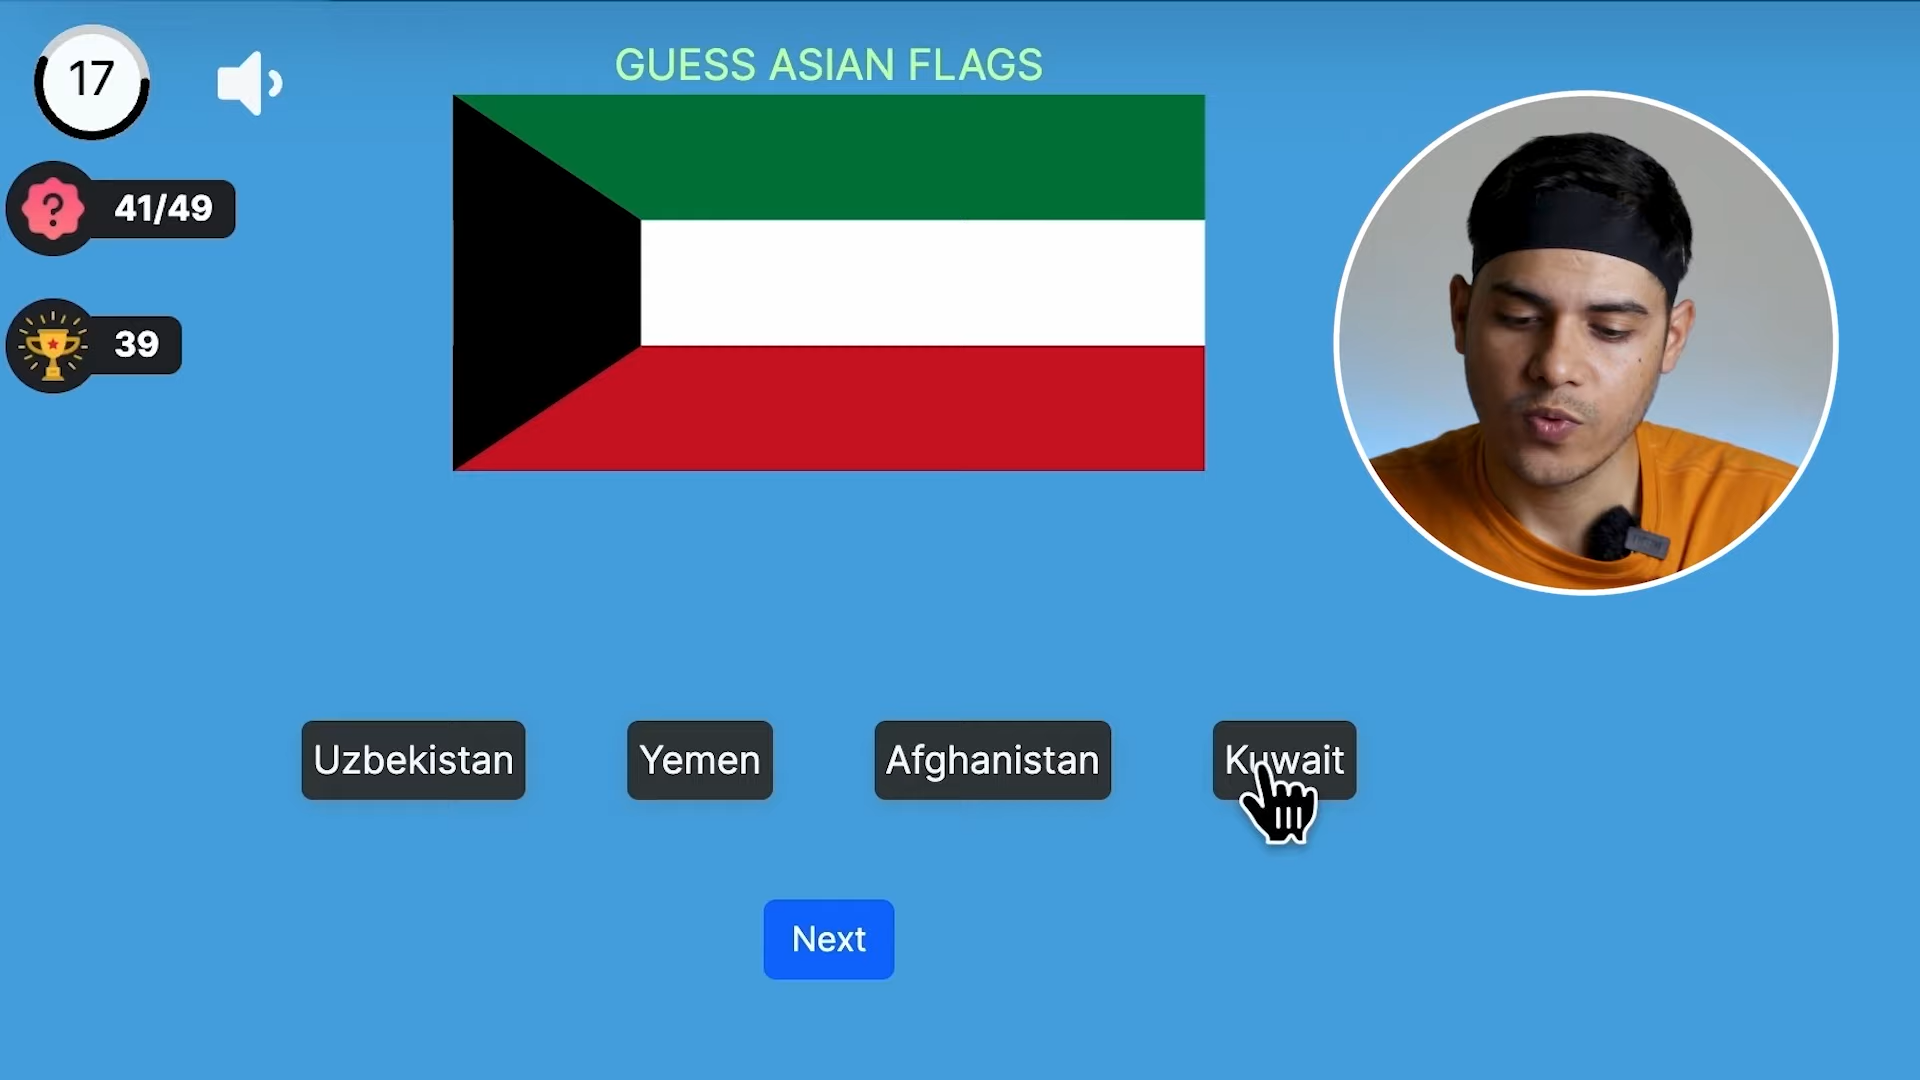 17
GUESS ASIAN FLAGS
?
41/49
39
Uzbekistan
Yemen
Afghanistan
Kuwait
Next